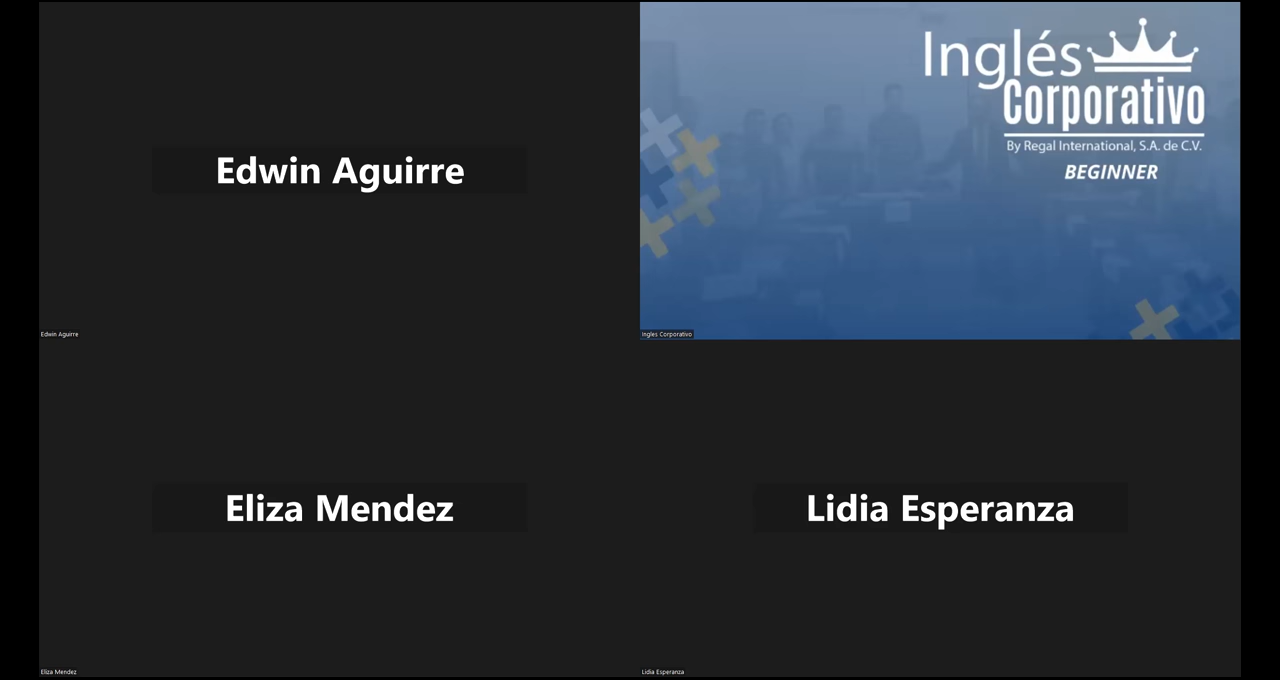 Edwin Aguirre
Edwin Aguirre
Inglés
Corporativo
By Regal International, S.A. de C.V.
BEGINNER
Ingles Corporativo
Eliza Mendez
Eliza Mendez
Lidia Esperanza
Lidia Esperanza